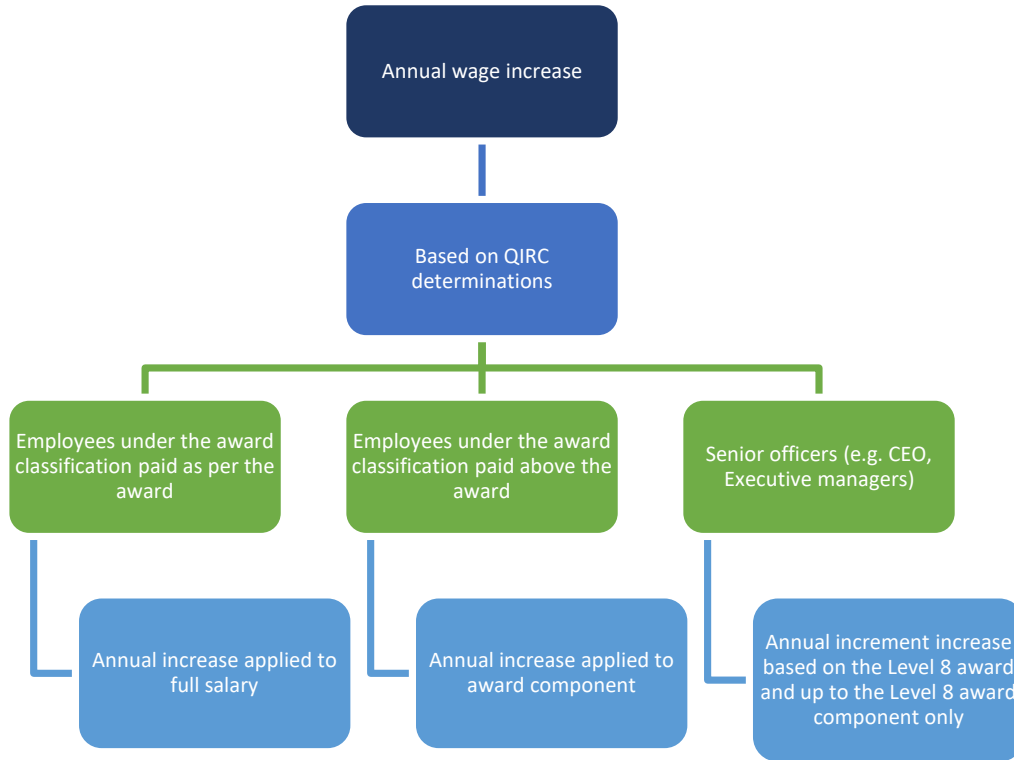 Annual wage increase
Based on QIRC
determinations
Employees under the award
classification paid as per the
award
Employees under the award
classification paid above the
award
Senior officers (e.g. CEO,
Executive managers)
Annual increase applied to
full salary
Annual increase applied to
award component
Annual increment increase
based on the Level 8 award
and up to the Level 8 award
component only